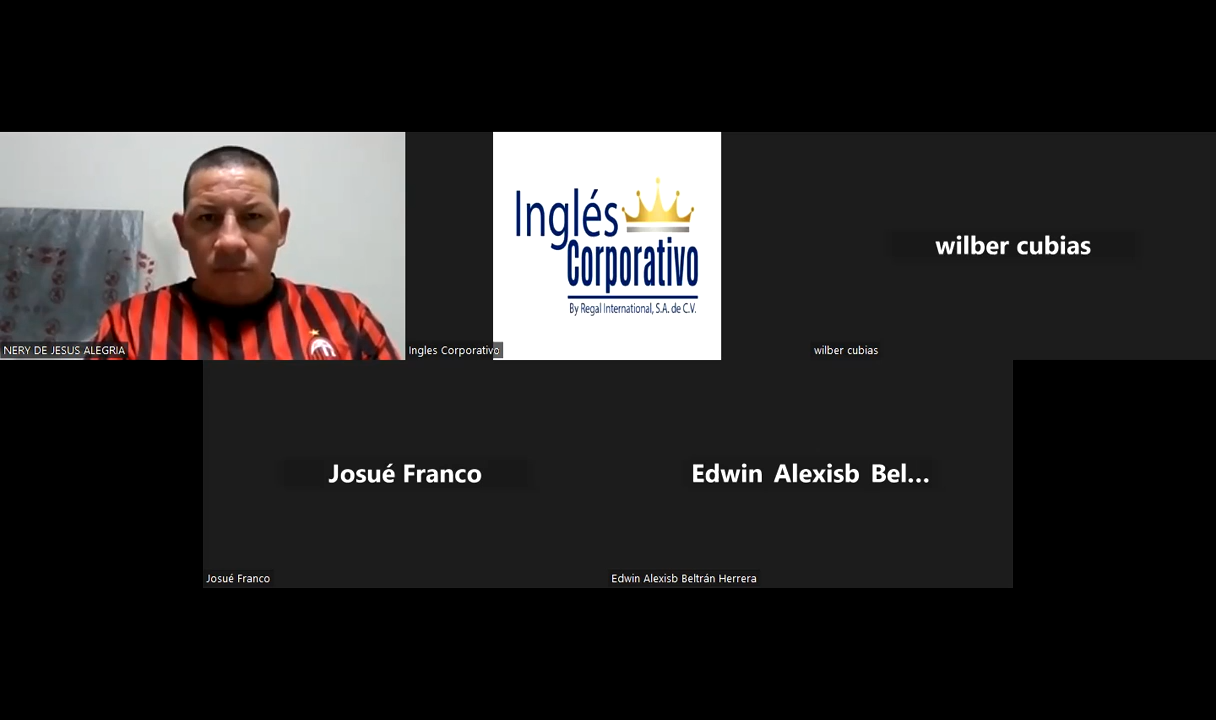 Inglés
Corporativo
By Regal International, S.A. de C.V.
wilber cubias
NERY DE JESUS ALEGRIA
Ingles Corporativo
wilber cubias
Josué Franco
Edwin Alexisb Bel...
Josué Franco
Edwin Alexisb Beltrán Herrera